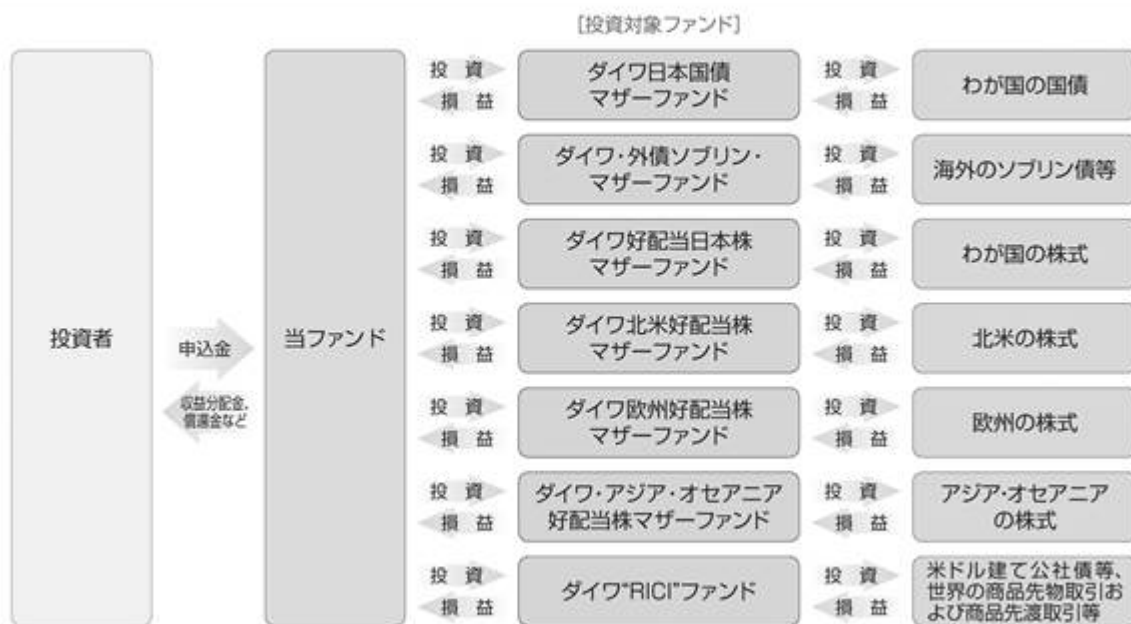 [投資対象ファンド]
投資者
申込金
収益分配金、
償還金など
当ファンド
投資
損益
ダイワ日本国債
マザーファンド
投資
損益
わが国の国債
投資
損益
ダイワ・外債ソブリン・
マザーファンド
投資
損益
海外のソブリン債等
投資
損益
ダイワ好配当日本株
マザーファンド
投資
損益
わが国の株式
投資
損益
ダイワ北米好配当株
マザーファンド
投資
損益
北米の株式
投資
損益
ダイワ欧州好配当株
マザーファンド
投資
損益
欧州の株式
投資
損益
ダイワ・アジア・オセアニア
好配当株マザーファンド
投資
損益
アジア・オセアニア
の株式
投資
損益
ダイワ“RICI”ファンド
投資
損益
米ドル建て公社債等、
世界の商品先物取引お
よび商品先渡取引等